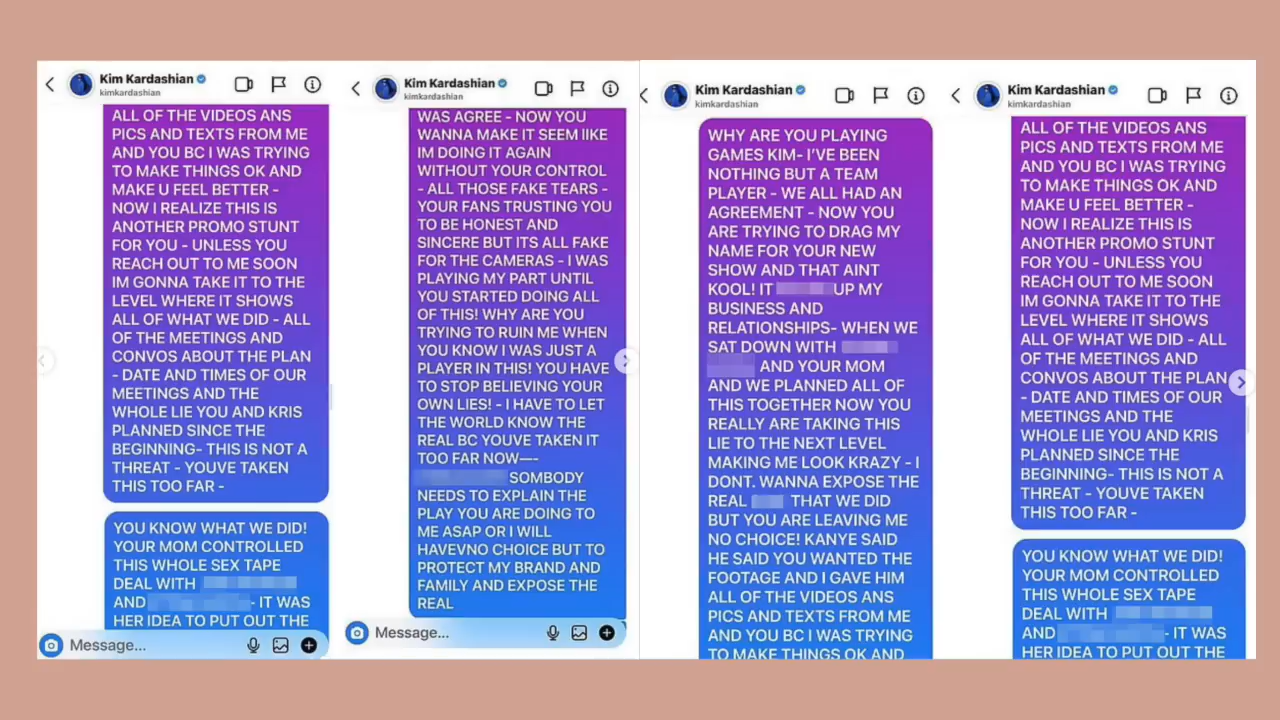 Kim Kardashian
kimkardashian
ALL OF THE VIDEOS ANS
PICS AND TEXTS FROM ME
AND YOU BC I WAS TRYING
TO MAKE THINGS OK AND
MAKE U FEEL BETTER -
NOW I REALIZE THIS IS
ANOTHER PROMO STUNT
FOR YOU - UNLESS YOU
REACH OUT TO ME SOON
IM GONNA TAKE IT TO THE
LEVEL WHERE IT SHOWS
ALL OF WHAT WE DID - ALL
OF THE MEETINGS AND
CONVOS ABOUT THE PLAN
- DATE AND TIMES OF OUR
MEETINGS AND THE
WHOLE LIE YOU AND KRIS
PLANNED SINCE THE
BEGINNING- THIS IS NOT A
THREAT - YOUVE TAKEN
THIS TOO FAR -
YOU KNOW WHAT WE DID!
YOUR MOM CONTROLLED
THIS WHOLE SEX TAPE
DEAL WITH
AND - IT WAS
HER IDEA TO PUT OUT THE
Message...
Kim Kardashian
kimkardashian
WAS AGREE - NOW YOU
WANNA MAKE IT SEEM lIKE
IM DOING IT AGAIN
WITHOUT YOUR CONTROL
- ALL THOSE FAKE TEARS -
YOUR FANS TRUSTING YOU
TO BE HONEST AND
SINCERE BUT ITS ALL FAKE
FOR THE CAMERAS - I WAS
PLAYING MY PART UNTIL
YOU STARTED DOING ALL
OF THIS! WHY ARE YOU
TRYING TO RUIN ME WHEN
YOU KNOW I WAS JUST A
PLAYER IN THIS! YOU HAVE
TO STOP BELIEVING YOUR
OWN LIES! - I HAVE TO LET
THE WORLD KNOW THE
REAL BC YOUVE TAKEN IT
TOO FAR NOW—-
SOMBODY
NEEDS TO EXPLAIN THE
PLAY YOU ARE DOING TO
ME ASAP OR I WILL
HAVEVNO CHOICE BUT TO
PROTECT MY BRAND AND
FAMILY AND EXPOSE THE
REAL
Message...
Kim Kardashian
kimkardashian
WHY ARE YOU PLAYING
GAMES KIM- I'VE BEEN
NOTHING BUT A TEAM
PLAYER - WE ALL HAD AN
AGREEMENT - NOW YOU
ARE TRYING TO DRAG MY
NAME FOR YOUR NEW
SHOW AND THAT AINT
KOOL! IT UP MY
BUSINESS AND
RELATIONSHIPS- WHEN WE
SAT DOWN WITH
AND YOUR MOM
AND WE PLANNED ALL OF
THIS TOGETHER NOW YOU
REALLY ARE TAKING THIS
LIE TO THE NEXT LEVEL
MAKING ME LOOK KRAZY - I
DONT. WANNA EXPOSE THE
REAL THAT WE DID
BUT YOU ARE LEAVING ME
NO CHOICE! KANYE SAID
HE SAID YOU WANTED THE
FOOTAGE AND I GAVE HIM
ALL OF THE VIDEOS ANS
PICS AND TEXTS FROM ME
AND YOU BC I WAS TRYING
TO MAKE THINGS OK AND
Kim Kardashian
kimkardashian
ALL OF THE VIDEOS ANS
PICS AND TEXTS FROM ME
AND YOU BC I WAS TRYING
TO MAKE THINGS OK AND
MAKE U FEEL BETTER -
NOW I REALIZE THIS IS
ANOTHER PROMO STUNT
FOR YOU - UNLESS YOU
REACH OUT TO ME SOON
IM GONNA TAKE IT TO THE
LEVEL WHERE IT SHOWS
ALL OF WHAT WE DID - ALL
OF THE MEETINGS AND
CONVOS ABOUT THE PLAN
- DATE AND TIMES OF OUR
MEETINGS AND THE
WHOLE LIE YOU AND KRIS
PLANNED SINCE THE
BEGINNING- THIS IS NOT A
THREAT - YOUVE TAKEN
THIS TOO FAR -
YOU KNOW WHAT WE DID!
YOUR MOM CONTROLLED
THIS WHOLE SEX TAPE
DEAL WITH
AND - IT WAS
HER IDEA TO PUT OUT THE